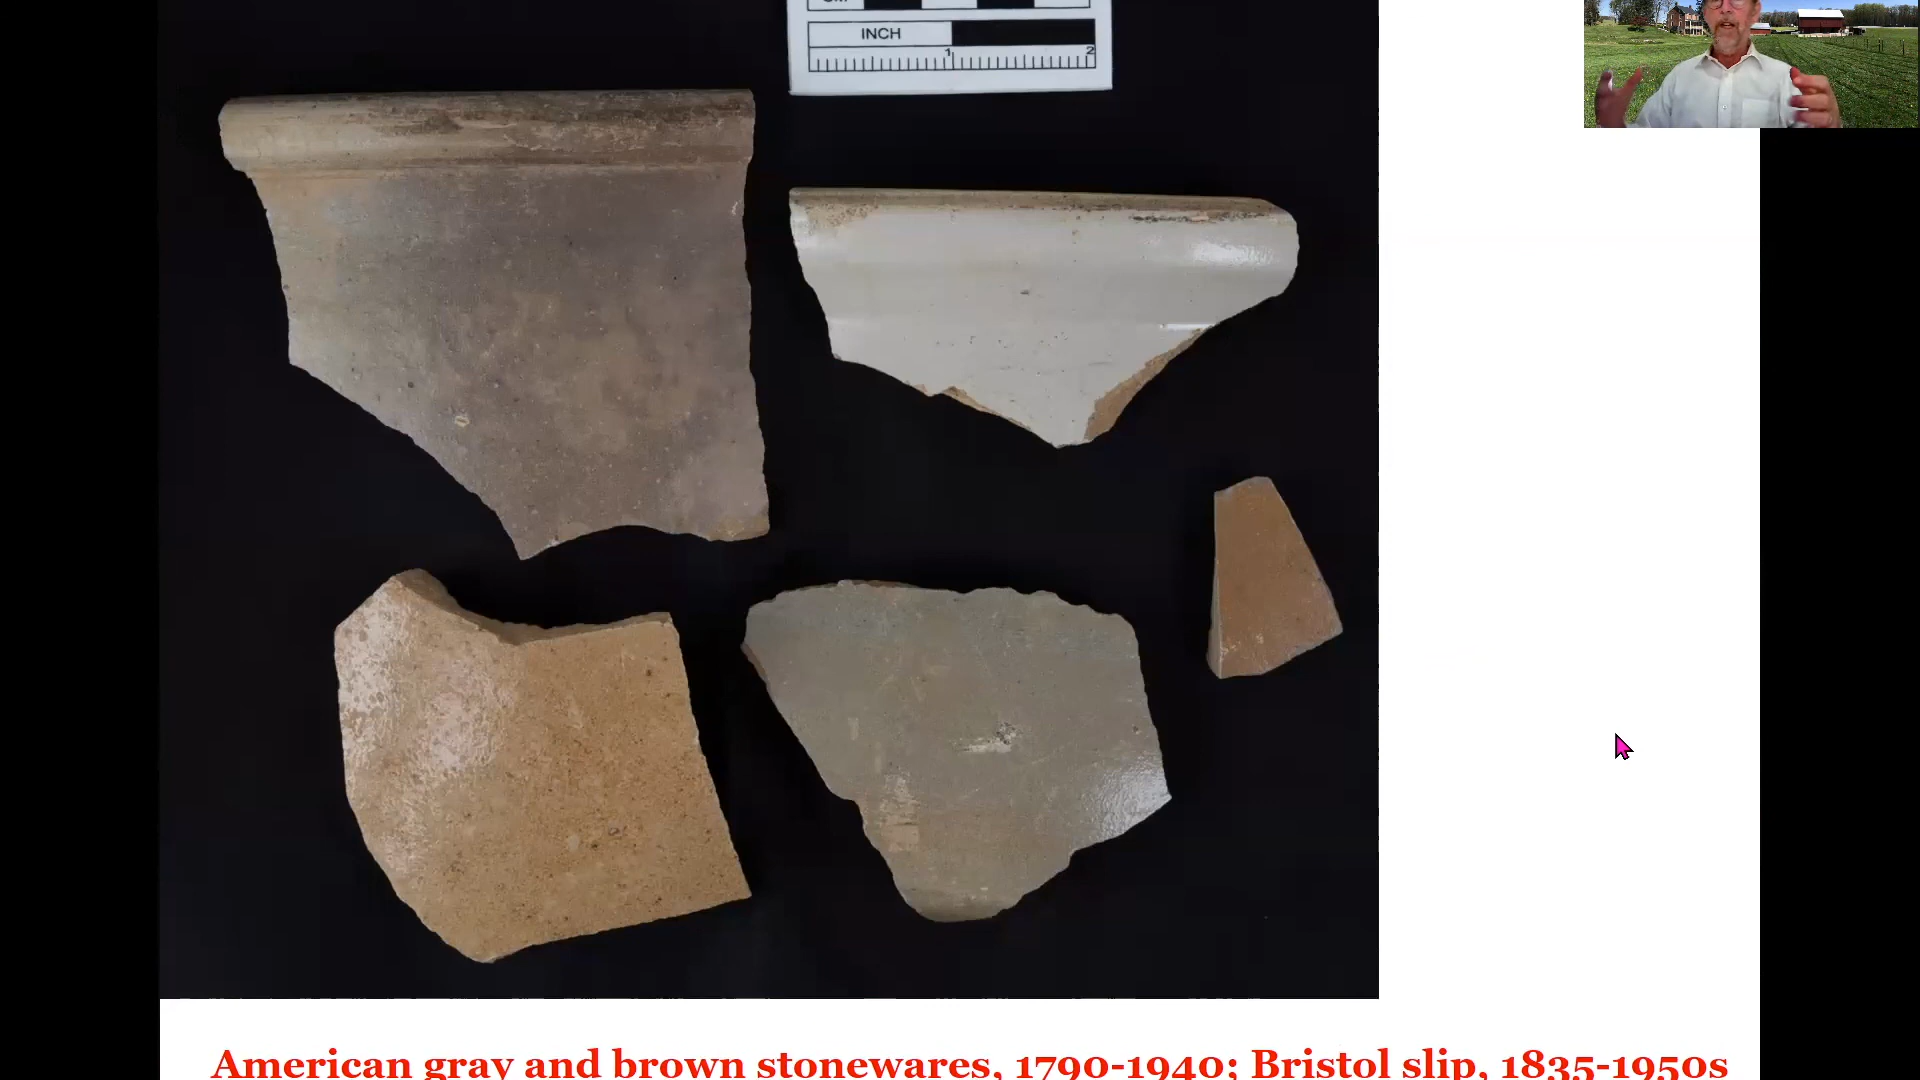 INCH
1 2
American gray and brown stonewares, 1790-1940; Bristol slip, 1835-1950s